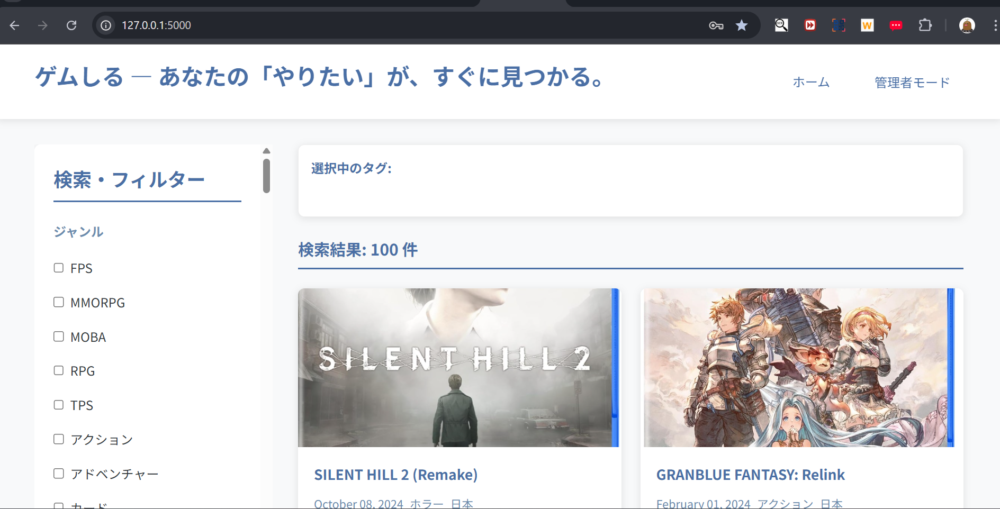 127.0.0.1:5000
ゲムしる — あなたの「やりたい」が、すぐに見つかる。
ホーム
管理者モード
検索・フィルター
ジャンル
FPS
MMORPG
MOBA
RPG
TPS
アクション
アドベンチャー
カード
選択中のタグ:
検索結果: 100 件
SILENT HILL 2
SILENT HILL 2 (Remake)
October 08, 2024 ホラー 日本
GRANBLUE FANTASY: Relink
February 01, 2024 アクション 日本